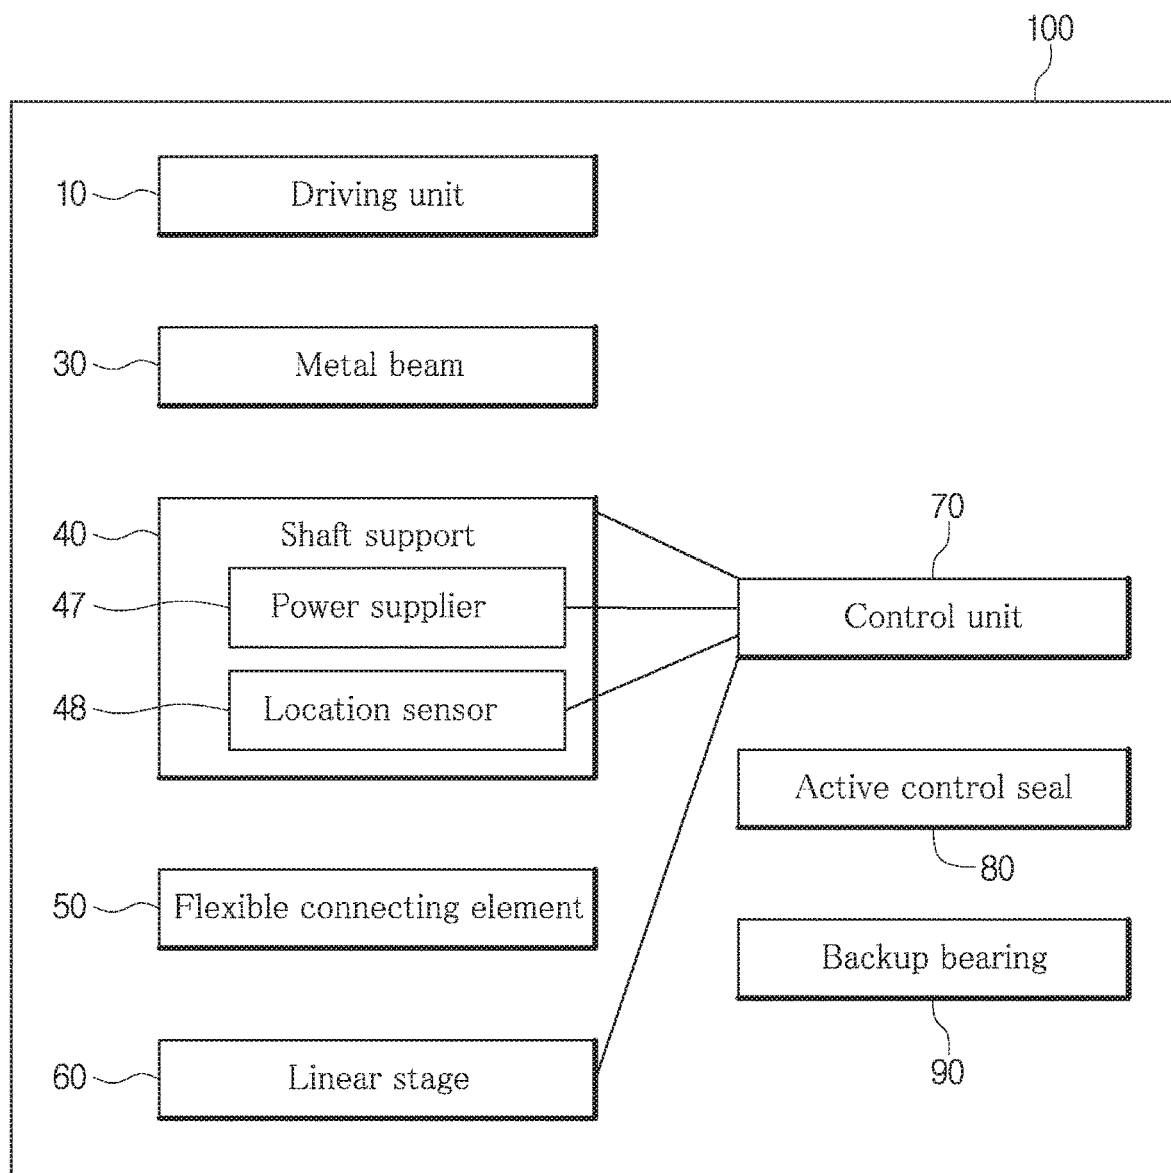 100
10 Driving unit
30 Metal beam
40 Shaft support
47 Power supplier
48 Location sensor
50 Flexible connecting element
60 Linear stage
70
Control unit
Active control seal
80
Backup bearing
90